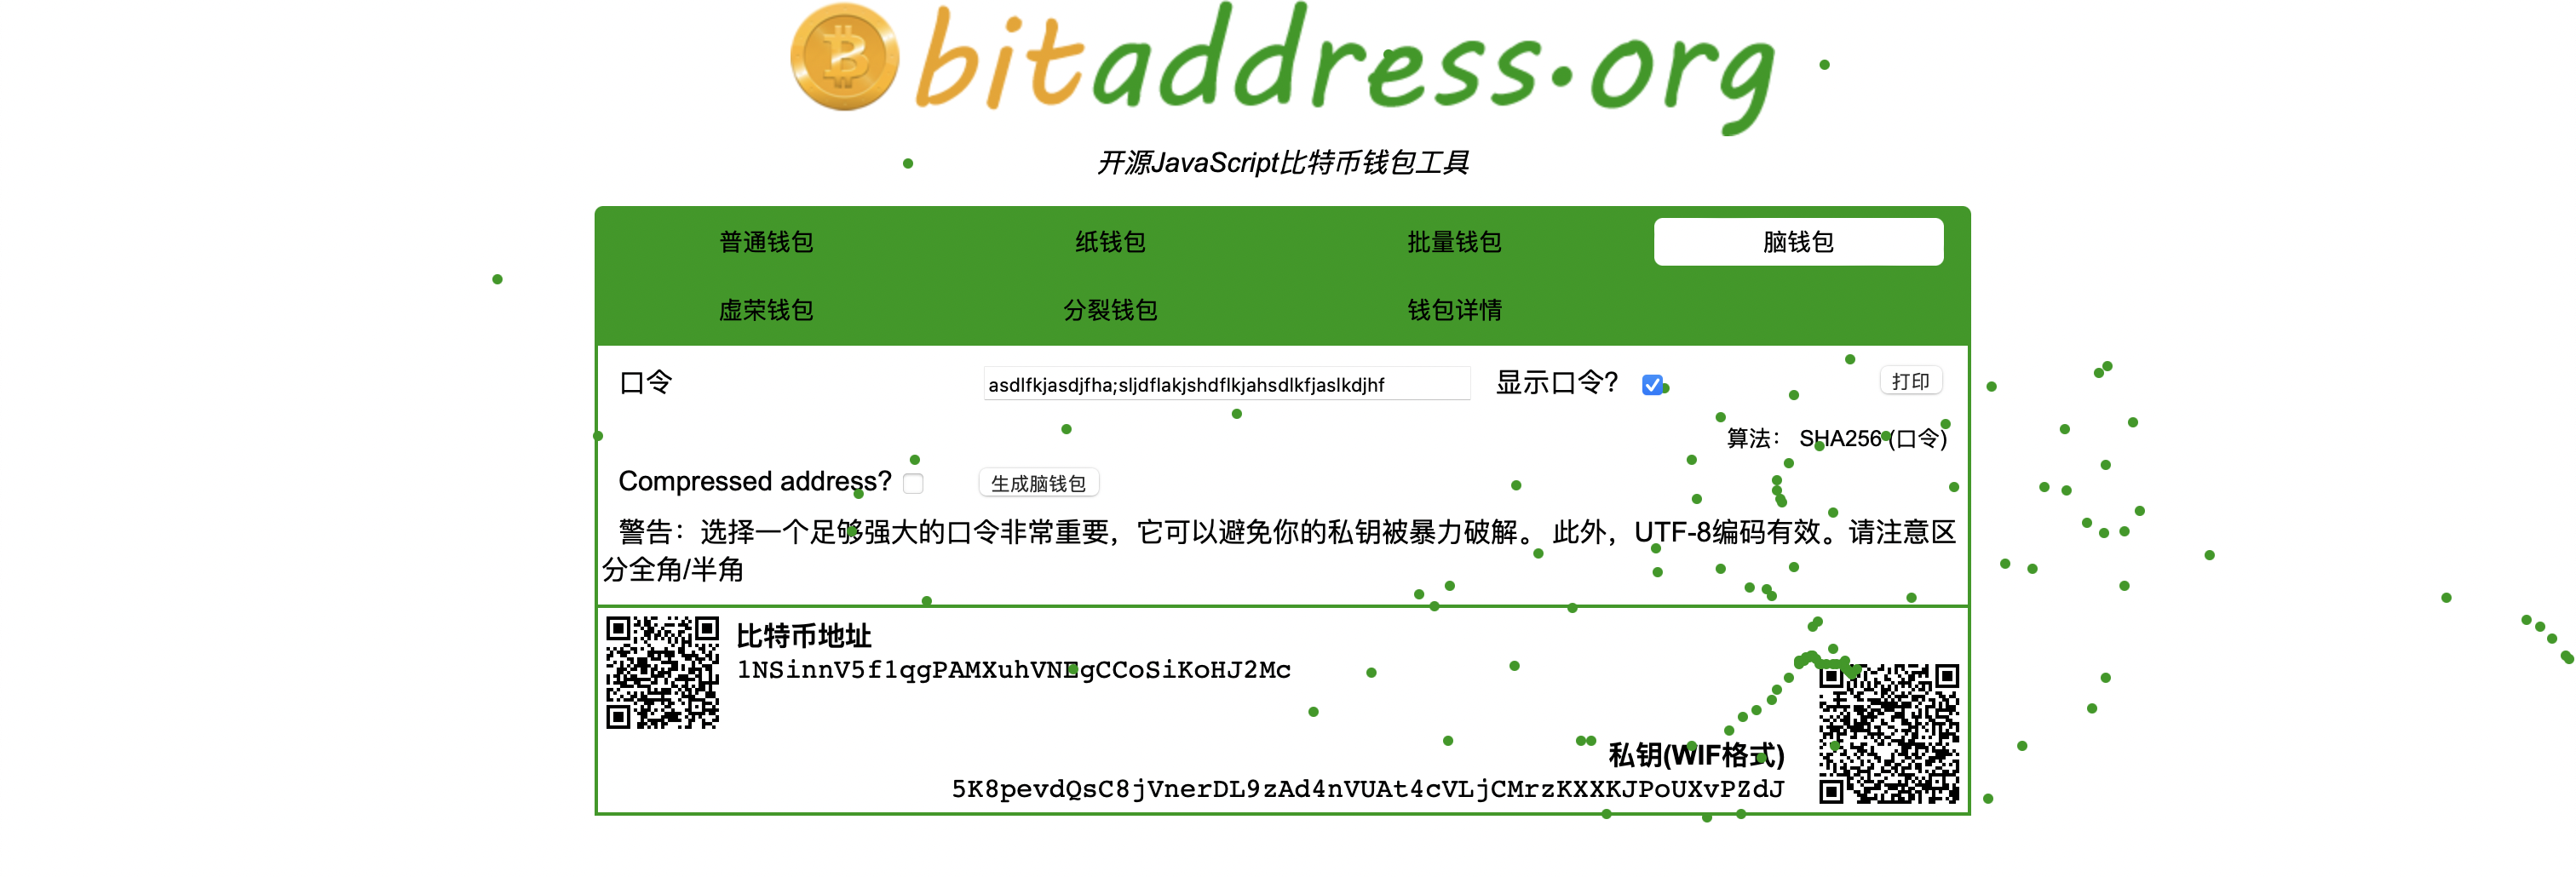 bitaddress.org
开源JavaScript比特币钱包工具
普通钱包 纸钱包 批量钱包 脑钱包
虚荣钱包 分裂钱包 钱包详情
口令 asdlfkjasdjfha;sljdflakjshdflkjahsdlkfjaslkdjhf 显示口令? 打印
算法: SHA256 (口令)
Compressed address? 生成脑钱包
警告：选择一个足够强大的口令非常重要，它可以避免你的私钥被暴力破解。 此外，UTF-8编码有效。请注意区
分全角/半角
比特币地址
私钥(WIF格式)
5K8pevdQsC8jVnerDL9zAd4nVUAt4cVLjCMrzKXXKJPoUXvPZdJ